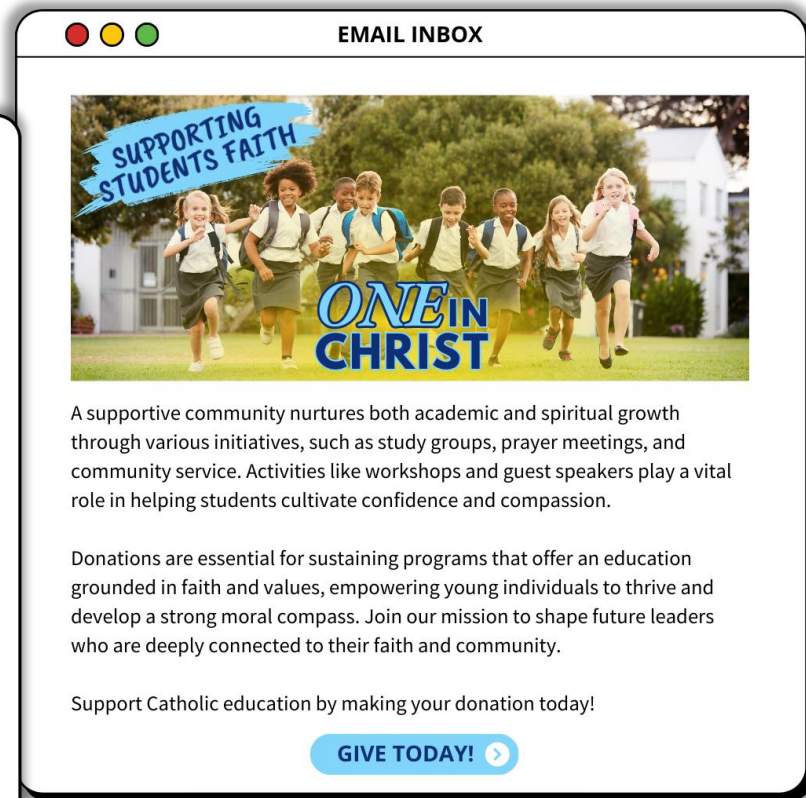 EMAIL INBOX
SUPPORTING
STUDENTS FAITH
ONE IN
CHRIST
A supportive community nurtures both academic and spiritual growth
through various initiatives, such as study groups, prayer meetings, and
community service. Activities like workshops and guest speakers play a vital
role in helping students cultivate confidence and compassion.
Donations are essential for sustaining programs that offer an education
grounded in faith and values, empowering young individuals to thrive and
develop a strong moral compass. Join our mission to shape future leaders
who are deeply connected to their faith and community.
Support Catholic education by making your donation today!
GIVE TODAY!